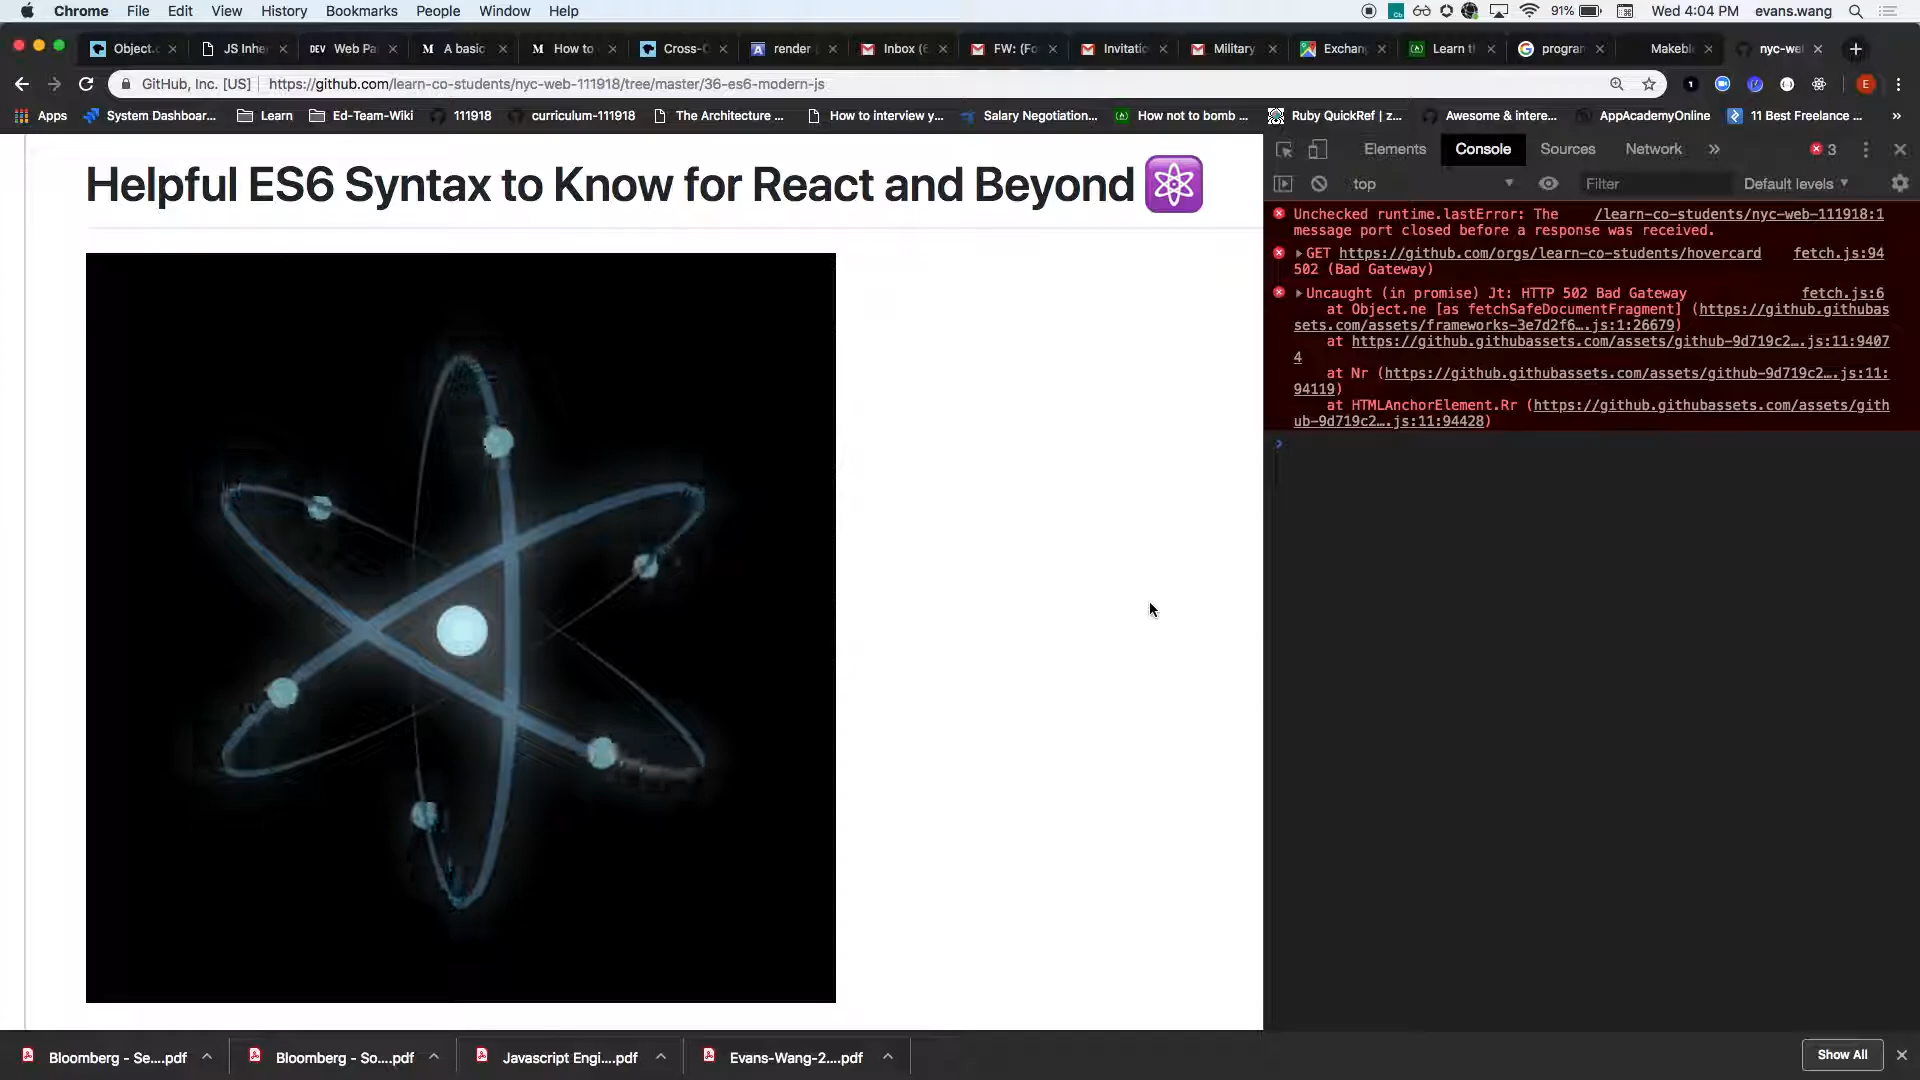 Chrome File Edit View History Bookmarks People Window Help 91% Wed 4:04 PM evans.wang
Object. JS Inhe DEV Web Pa A basic How to Cross- render Inbox (6 FW: (Fo Invitatio Military Exchan Learn t progra Makebl nyc-we
GitHub, Inc. [US] https://github.com/learn-co-students/nyc-web-111918/tree/master/36-es6-modern-js
Apps System Dashboar... Learn Ed-Team-Wiki 111918 curriculum-111918 The Architecture ... How to interview y... Salary Negotiation... How not to bomb ... Ruby QuickRef | z... Awesome & intere... AppAcademyOnline 11 Best Freelance ... »
Helpful ES6 Syntax to Know for React and Beyond
Elements Console Sources Network » 3
top Filter Default levels
Unchecked runtime.lastError: The /learn-co-students/nyc-web-111918:1
message port closed before a response was received.
GET https://github.com/orgs/learn-co-students/hovercard fetch.js:94
502 (Bad Gateway)
Uncaught (in promise) Jt: HTTP 502 Bad Gateway fetch.js:6
at Object.ne [as fetchSafeDocumentFragment] (https://github.githubas
sets.com/assets/frameworks-3e7d2f6….js:1:26679)
at https://github.githubassets.com/assets/github-9d719c2….js:11:9407
4
at Nr (https://github.githubassets.com/assets/github-9d719c2….js:11:
94119)
at HTMLAnchorElement.Rr (https://github.githubassets.com/assets/gith
ub-9d719c2….js:11:94428)
Bloomberg - Se....pdf Bloomberg - So....pdf Javascript Engi....pdf Evans-Wang-2....pdf Show All